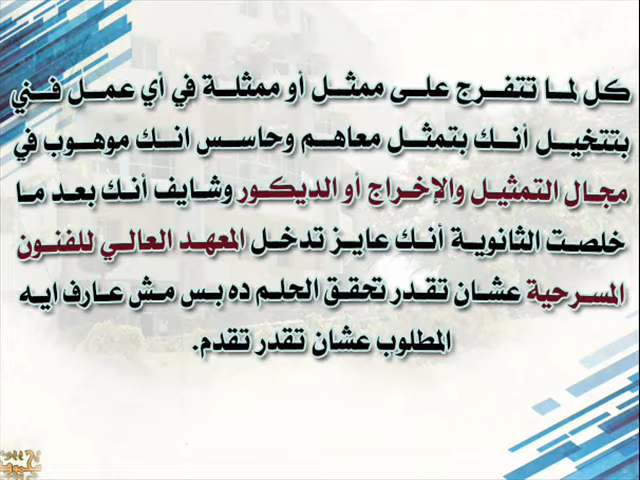 كل لما تتفرج على ممثل أو ممثلة في أي عمل فني
بتتخيل أنك بتمثل معاهم وحاسس انك موهوب في
مجال التمثيل والإخراج أو الديكور وشايف أنك بعد ما
خلصت الثانوية أنك عايز تدخل المعهد العالي للفنون
المسرحية عشان تقدر تحقق الحلم ده بس مش عارف ايه
المطلوب عشان تقدر تقدم.